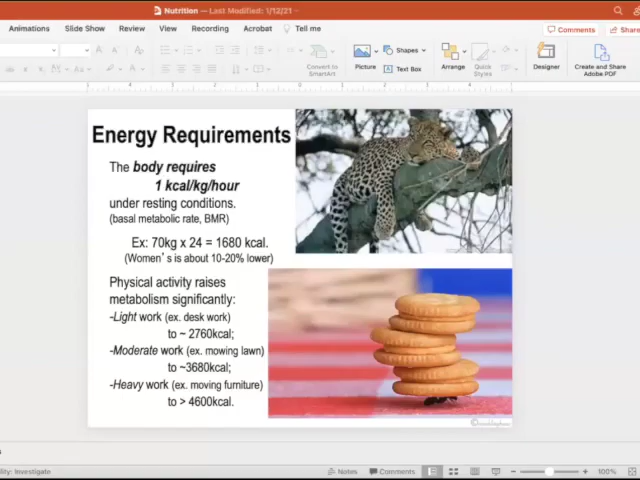 Nutrition — Last Modified: 1/12/21
Animations Slide Show Review View Recording Acrobat Tell me
Comments Share
Convert to
SmartArt
Picture
Shapes
Text Box
Arrange
Quick
Styles
Designer
Create and Share
Adobe PDF
Energy Requirements
The body requires
1 kcal/kg/hour
under resting conditions.
(basal metabolic rate, BMR)
Ex: 70kg x 24 = 1680 kcal.
(Women's is about 10-20% lower)
Physical activity raises
metabolism significantly:
-Light work (ex. desk work)
to ~ 2760kcal;
-Moderate work (ex. mowing lawn)
to ~3680kcal;
-Heavy work (ex. moving furniture)
to > 4600kcal.
ility: Investigate
Notes Comments 100%